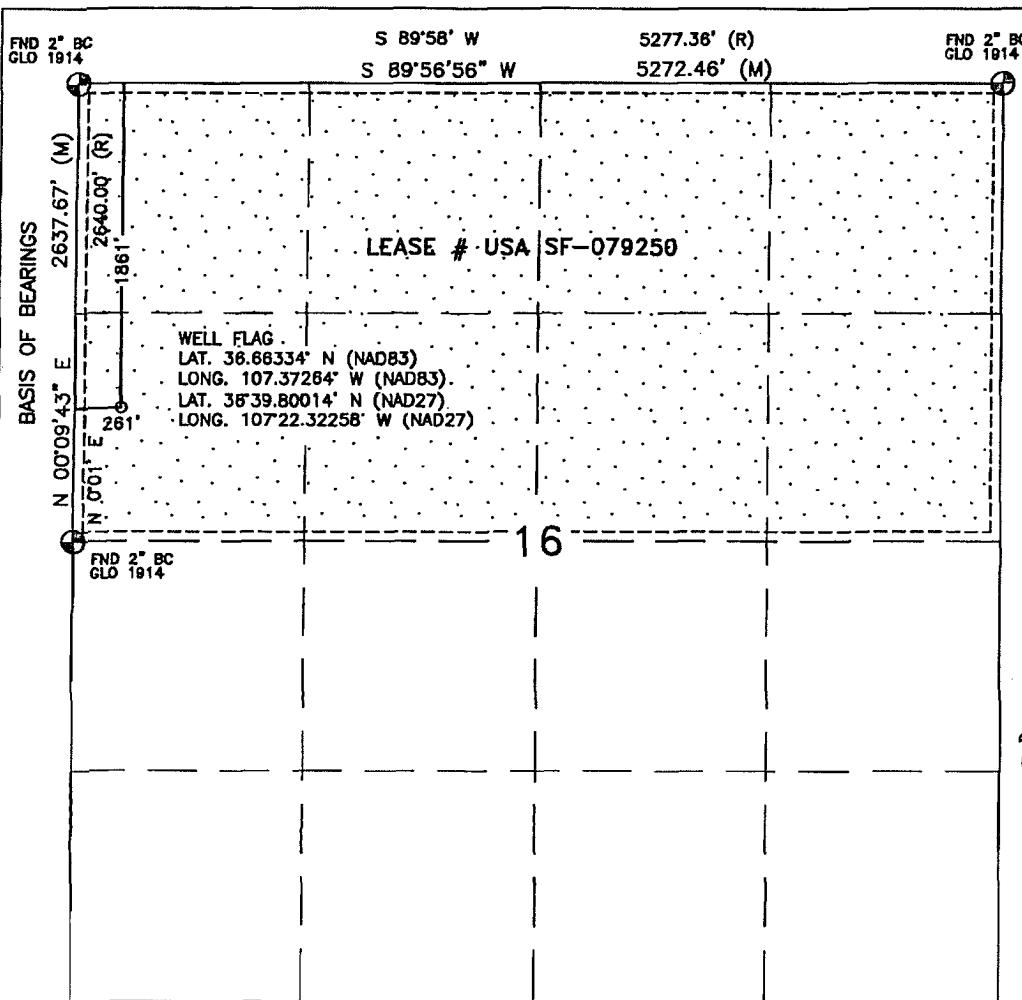 FND 2" BC
GLO 1914
S 89°58' W 5277.36' (R)
S 89°56'56" W 5272.46' (M)
FND 2" BC
GLO 1914
BASIS OF BEARINGS
N 00°09'43" E 2637.67' (M)
N 0°01' E 2640.00' (R)
1861'
261'
LEASE # USA SF-079250
WELL FLAG
LAT. 36.66334° N (NAD83)
LONG. 107.37264° W (NAD83)
LAT. 36°39.80014' N (NAD27)
LONG. 107°22.32258' W (NAD27)
16
FND 2" BC
GLO 1914